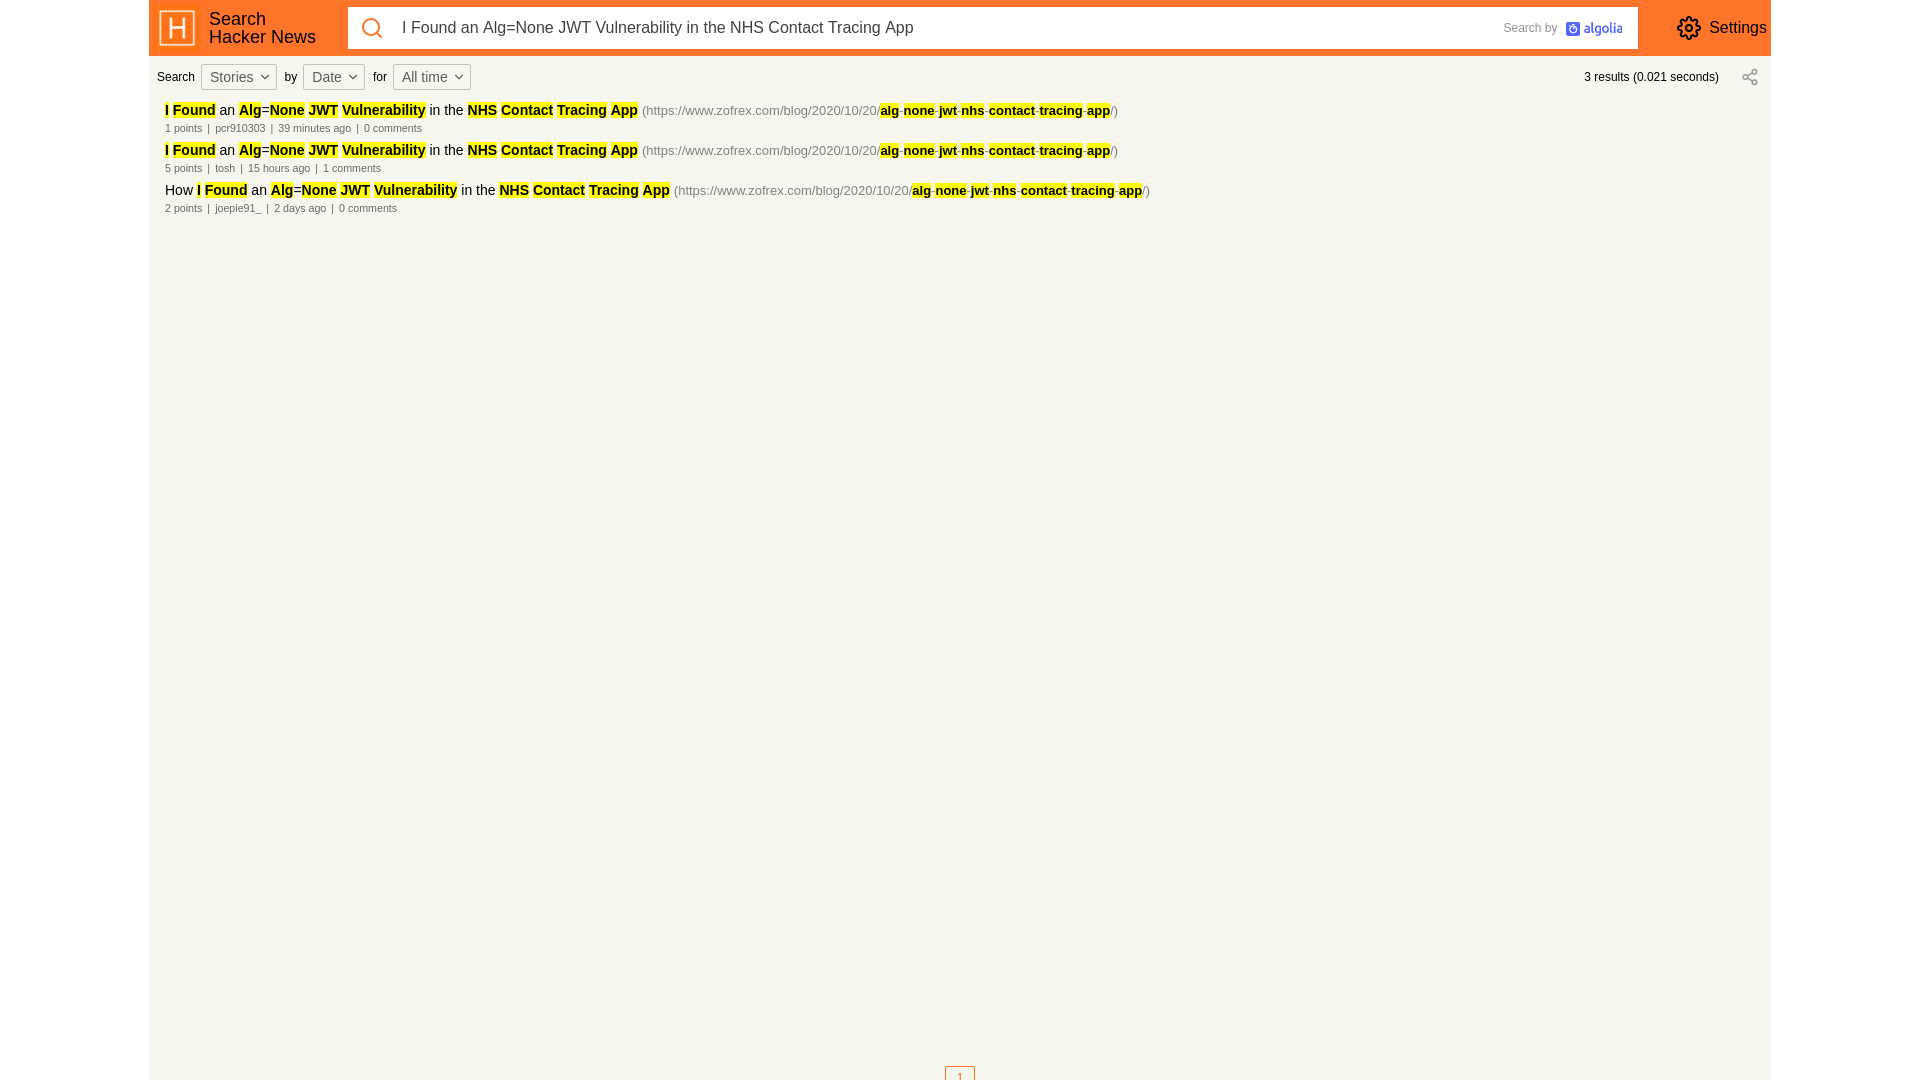 Search
Hacker News
I Found an Alg=None JWT Vulnerability in the NHS Contact Tracing App
Search by algolia
Settings
Search Stories by Date for All time
3 results (0.021 seconds)
I Found an Alg=None JWT Vulnerability in the NHS Contact Tracing App (https://www.zofrex.com/blog/2020/10/20/alg-none-jwt-nhs-contact-tracing-app/)
1 points | pcr910303 | 39 minutes ago | 0 comments
I Found an Alg=None JWT Vulnerability in the NHS Contact Tracing App (https://www.zofrex.com/blog/2020/10/20/alg-none-jwt-nhs-contact-tracing-app/)
5 points | tosh | 15 hours ago | 1 comments
How I Found an Alg=None JWT Vulnerability in the NHS Contact Tracing App (https://www.zofrex.com/blog/2020/10/20/alg-none-jwt-nhs-contact-tracing-app/)
2 points | joepie91_ | 2 days ago | 0 comments
1